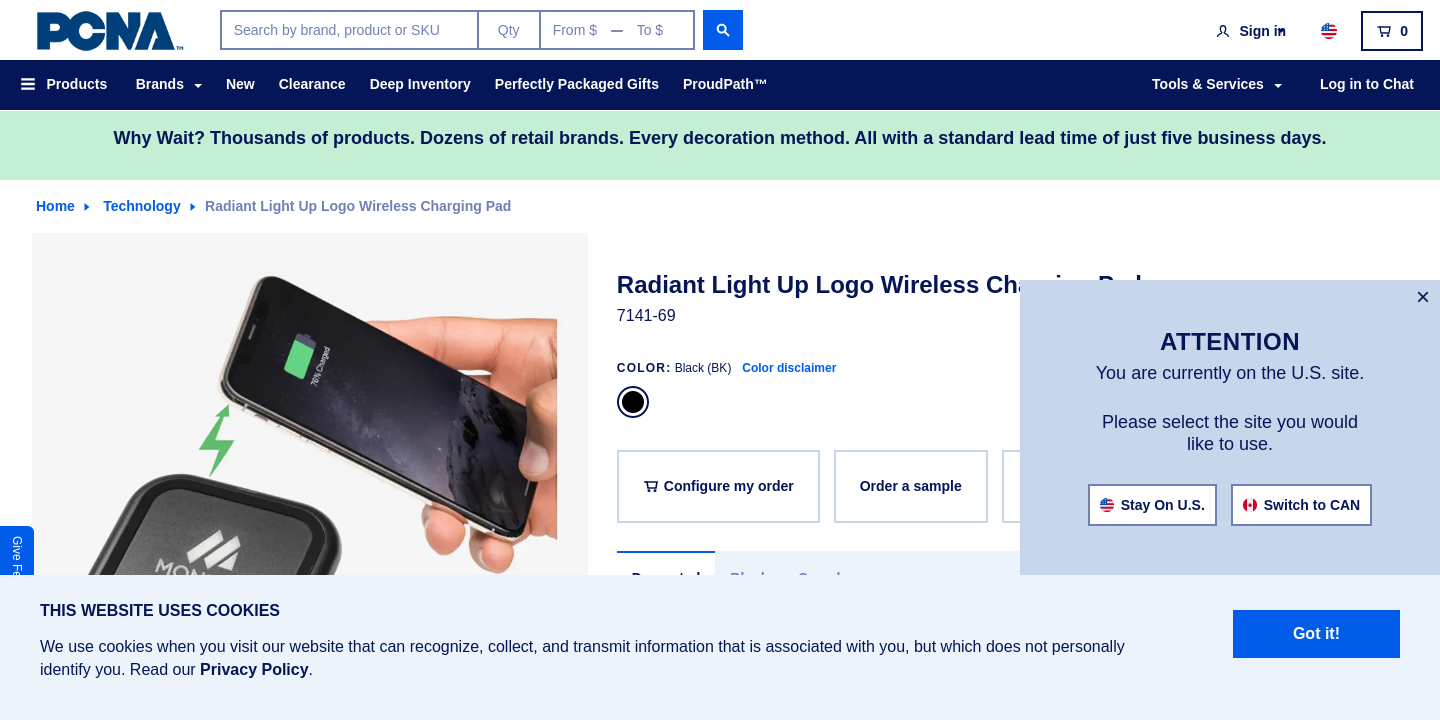 PCNA™
Search by brand, product or SKU
Qty
From $ — To $
Sign in
0
Products
Brands
New
Clearance
Deep Inventory
Perfectly Packaged Gifts
ProudPath™
Tools & Services
Log in to Chat
Why Wait? Thousands of products. Dozens of retail brands. Every decoration method. All with a standard lead time of just five business days.
Home
Technology
Radiant Light Up Logo Wireless Charging Pad
76% Charged
Radiant Light Up Logo Wireless
7141-69
COLOR: Black (BK) Color disclaimer
Configure my order
Order a sample
ATTENTION
You are currently on the U.S. site.
Please select the site you would
like to use.
Stay On U.S.
Switch to CAN
Give
THIS WEBSITE USES COOKIES
We use cookies when you visit our website that can recognize, collect, and transmit information that is associated with you, but which does not personally
identify you. Read our Privacy Policy.
Got it!